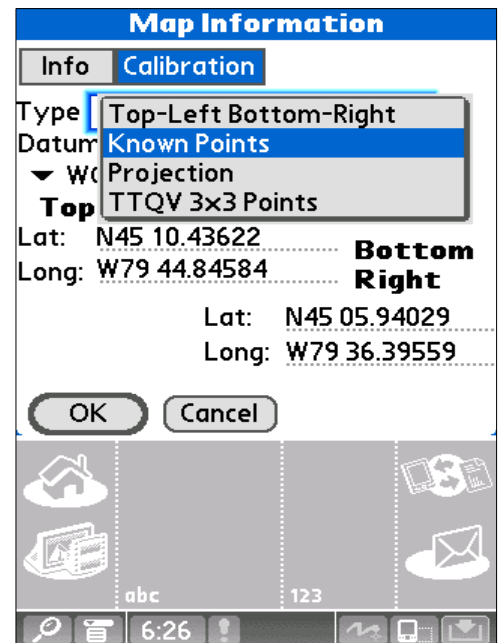 Map Information
Info Calibration
Type
Top-Left Bottom-Right
Datum
Known Points
Projection
Top
TTQV 3x3 Points
Lat: N45 10.43622
Long: W79 44.84584
Bottom
Right
Lat: N45 05.94029
Long: W79 36.39559
OK Cancel
abc 123
6:26